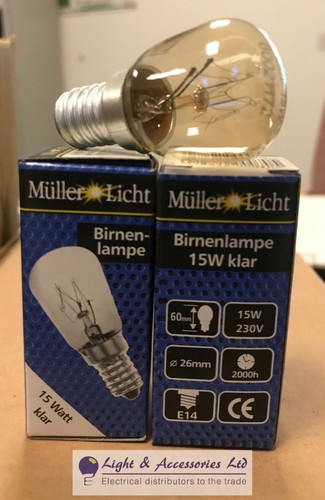 Müller Licht
Birnen-
lampe
15 Watt
klar
Müller Licht
Birnenlampe
15W klar
60mm
15W
230V
ø 26mm
2000h
E14
CE
Light & Accessories Ltd
Electrical distributors to the trade